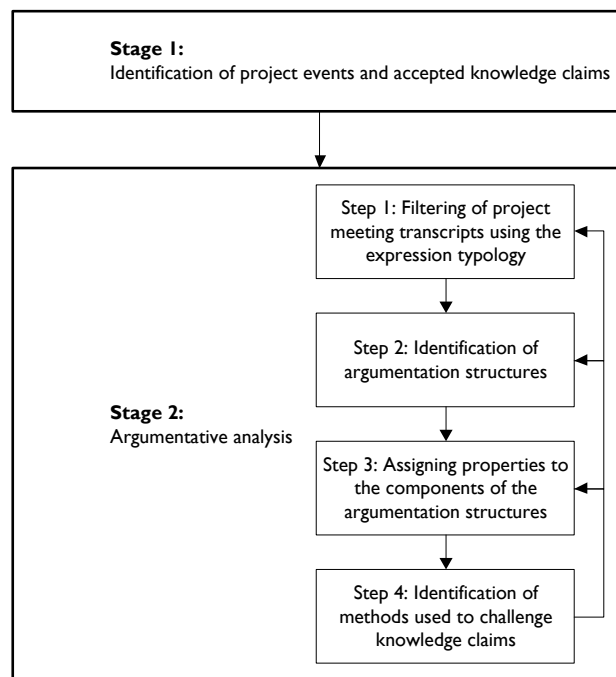 Stage 1:
Identification of project events and accepted knowledge claims
Step 1: Filtering of project
meeting transcripts using the
expression typology
Step 2: Identification of
argumentation structures
Stage 2:
Argumentative analysis
Step 3: Assigning properties to
the components of the
argumentation structures
Step 4: Identification of
methods used to challenge
knowledge claims